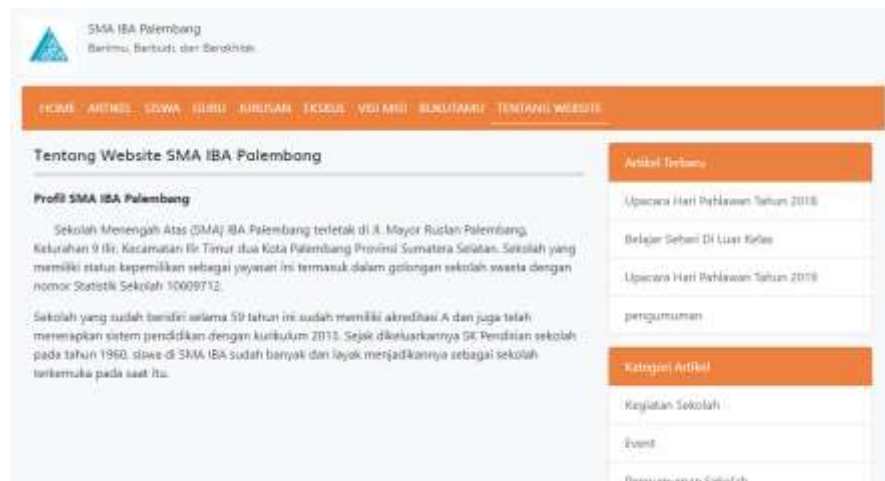 SMA IBA Palembang
Berilmu, Berbudi, dan Berakhlak.
HOME ARTIKEL SISWA GURU JURUSAN EKSKUL VISI MISI BUKUTAMU TENTANG WEBSITE
Tentang Website SMA IBA Palembang
Profil SMA IBA Palembang
Sekolah Menengah Atas (SMA) IBA Palembang terletak di Jl. Mayor Ruslan Palembang,
Kelurahan 9 Ilir, Kecamatan Ilir Timur dua Kota Palembang Provinsi Sumatera Selatan. Sekolah yang
memiliki status kepemilikan sebagai yayasan ini termasuk dalam golongan sekolah swasta dengan
nomor Statistik Sekolah 10609712.
Sekolah yang sudah berdiri selama 59 tahun ini sudah memiliki akreditasi A dan juga telah
menerapkan sistem pendidikan dengan kurikulum 2013. Sejak dikeluarkannya SK Pendirian sekolah
pada tahun 1960, siswa di SMA IBA sudah banyak dan layak menjadikannya sebagai sekolah
terkemuka pada saat itu.
Artikel Terbaru
Upacara Hari Pahlawan Tahun 2018
Belajar Sehari Di Luar Kelas
Upacara Hari Pahlawan Tahun 2019
pengumuman
Kategori Artikel
Kegiatan Sekolah
Event